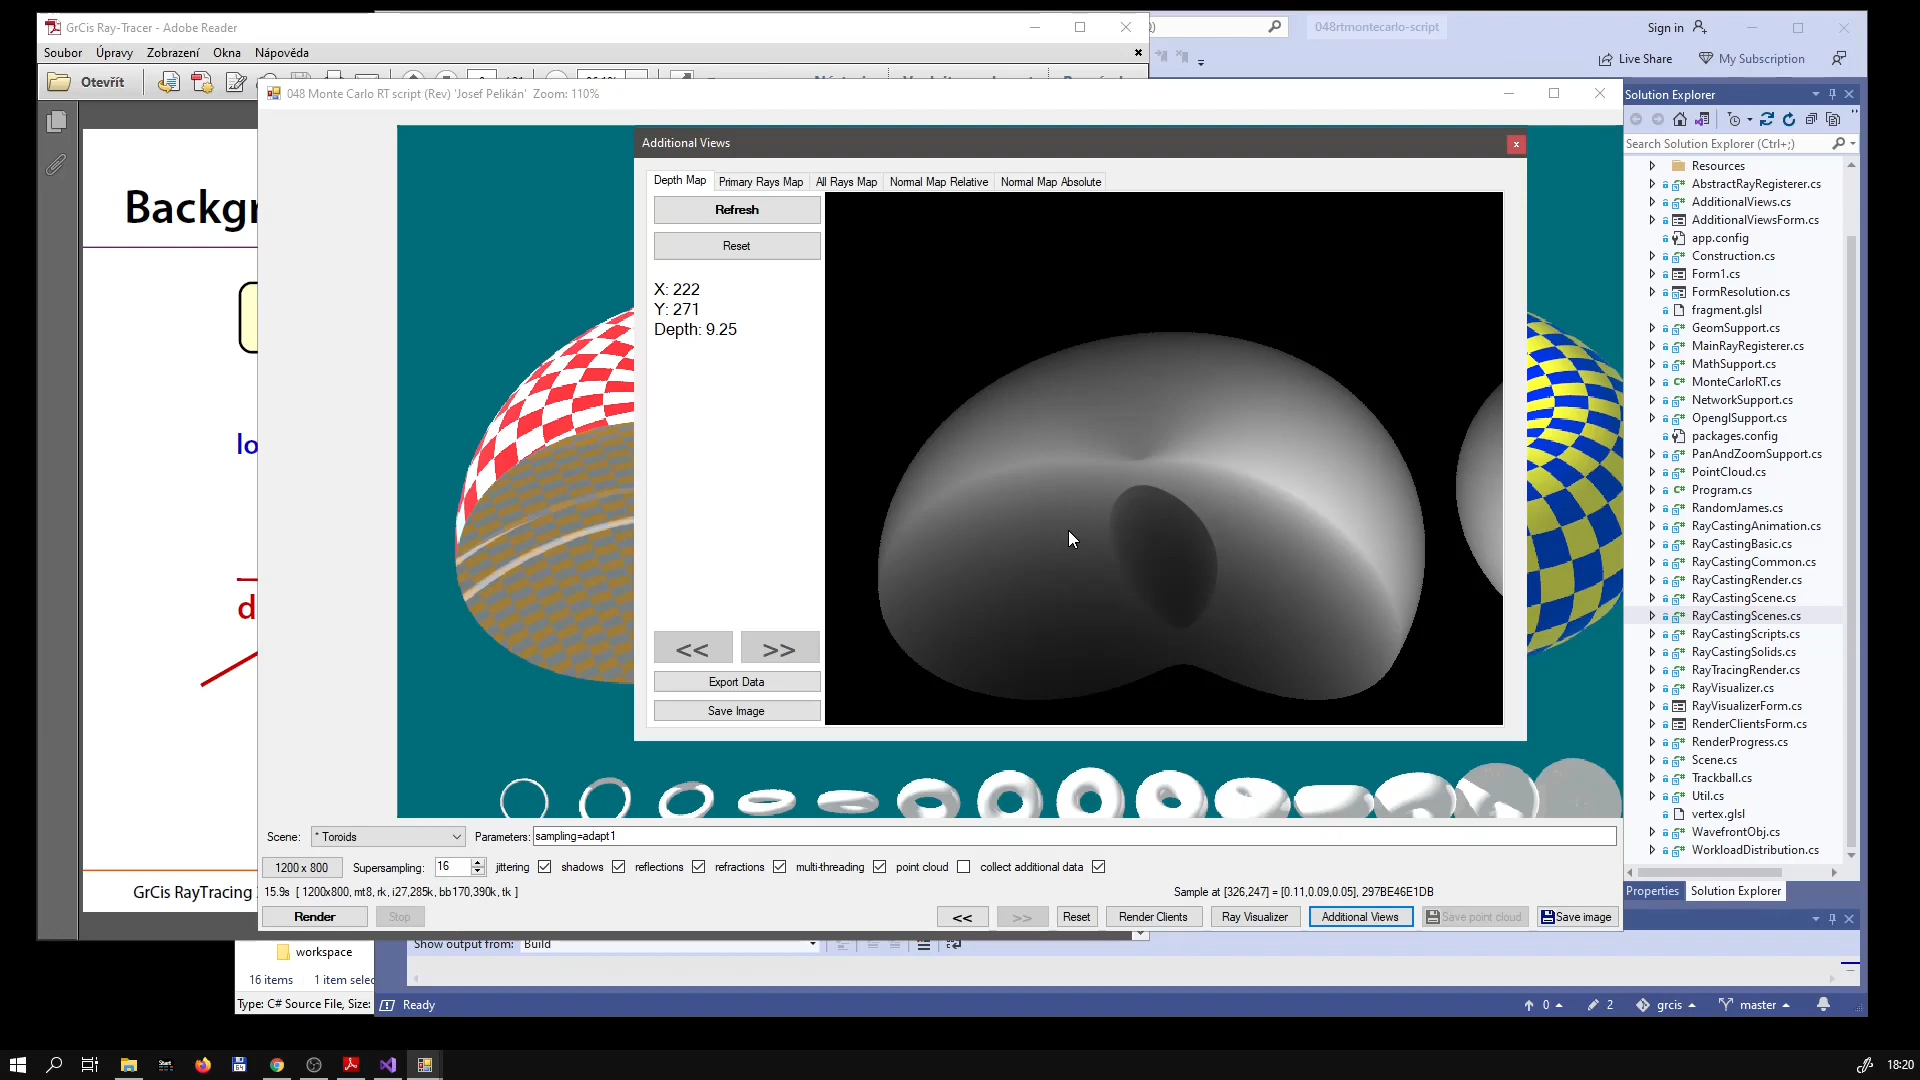 GrCis Ray-Tracer - Adobe Reader
Soubor Úpravy Zobrazení Okna Nápověda
Otevřít
Backgr
lo
d
GrCis RayTracing
048rtmontecarlo-script
Sign in
Live Share
My Subscription
048 Monte Carlo RT script (Rev) 'Josef Pelikán' Zoom: 110%
Additional Views
Depth Map Primary Rays Map All Rays Map Normal Map Relative Normal Map Absolute
Refresh
Reset
X: 222
Y: 271
Depth: 9.25
<< >>
Export Data
Save Image
Scene: * Toroids Parameters: sampling=adapt1
1200 x 800 Supersampling: 16 jittering shadows reflections refractions multi-threading point cloud collect additional data
15.9s [ 1200x800, mt8, rk, i27,285k, bb170,390k, tk ] Sample at [326,247] = [0.11,0.09,0.05], 297BE46E1DB
Render Stop << >> Reset Render Clients Ray Visualizer Additional Views Save point cloud Save image
Solution Explorer
Search Solution Explorer (Ctrl+;)
Resources
AbstractRayRegisterer.cs
AdditionalViews.cs
AdditionalViewsForm.cs
app.config
Construction.cs
Form1.cs
FormResolution.cs
fragment.glsl
GeomSupport.cs
MainRayRegisterer.cs
MathSupport.cs
MonteCarloRT.cs
NetworkSupport.cs
OpenglSupport.cs
packages.config
PanAndZoomSupport.cs
PointCloud.cs
Program.cs
RandomJames.cs
RayCastingAnimation.cs
RayCastingBasic.cs
RayCastingCommon.cs
RayCastingRender.cs
RayCastingScene.cs
RayCastingScenes.cs
RayCastingScripts.cs
RayCastingSolids.cs
RayTracingRender.cs
RayVisualizer.cs
RayVisualizerForm.cs
RenderClientsForm.cs
RenderProgress.cs
Scene.cs
Trackball.cs
Util.cs
vertex.glsl
WavefrontObj.cs
WorkloadDistribution.cs
Properties Solution Explorer
Show output from: Build
workspace
16 items 1 item selec
Type: C# Source File, Size:
Ready 0 2 grcis master
18:20